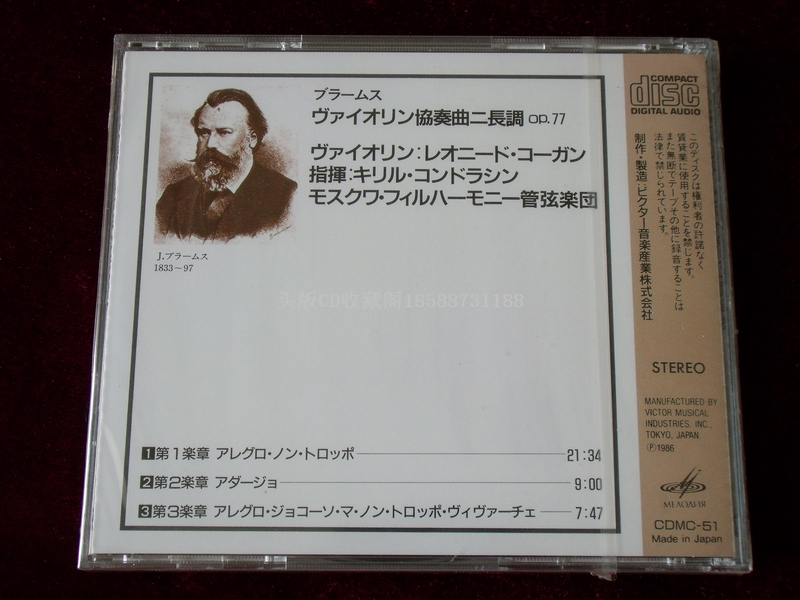 ブラームス
ヴァイオリン協奏曲ニ長調 op.77
ヴァイオリン:レオニード・コーガン
指揮:キリル・コンドラシン
モスクワ・フィルハーモニー管弦楽団
J.ブラームス
1833〜97
头版CD收藏阁18588731188
1 第1楽章 アレグロ・ノン・トロッポ 21:34
2 第2楽章 アダージョ 9:00
3 第3楽章 アレグロ・ジョコーソ・マ・ノン・トロッポ・ヴィヴァーチェ 7:47
COMPACT
disc
DIGITAL AUDIO
このディスクは権利者の許諾なく
賃貸業に使用することを禁じます。
また無断でテープその他に録音することは
法律で禁じられています。
制作・製造:ビクター音楽産業株式会社
STEREO
MANUFACTURED BY
VICTOR MUSICAL
INDUSTRIES, INC.,
TOKYO, JAPAN.
Ⓟ1986
МЕЛОДИЯ
CDMC-51
Made in Japan